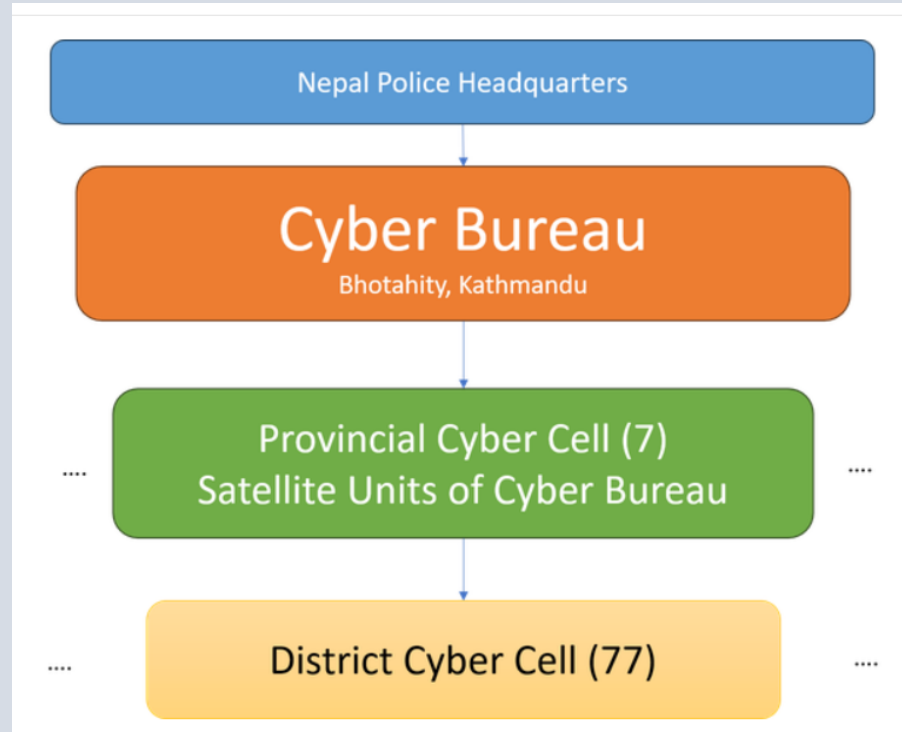 Nepal Police Headquarters
Cyber Bureau
Bhotahity, Kathmandu
Provincial Cyber Cell (7)
.... Satellite Units of Cyber Bureau ....
.... District Cyber Cell (77) ....